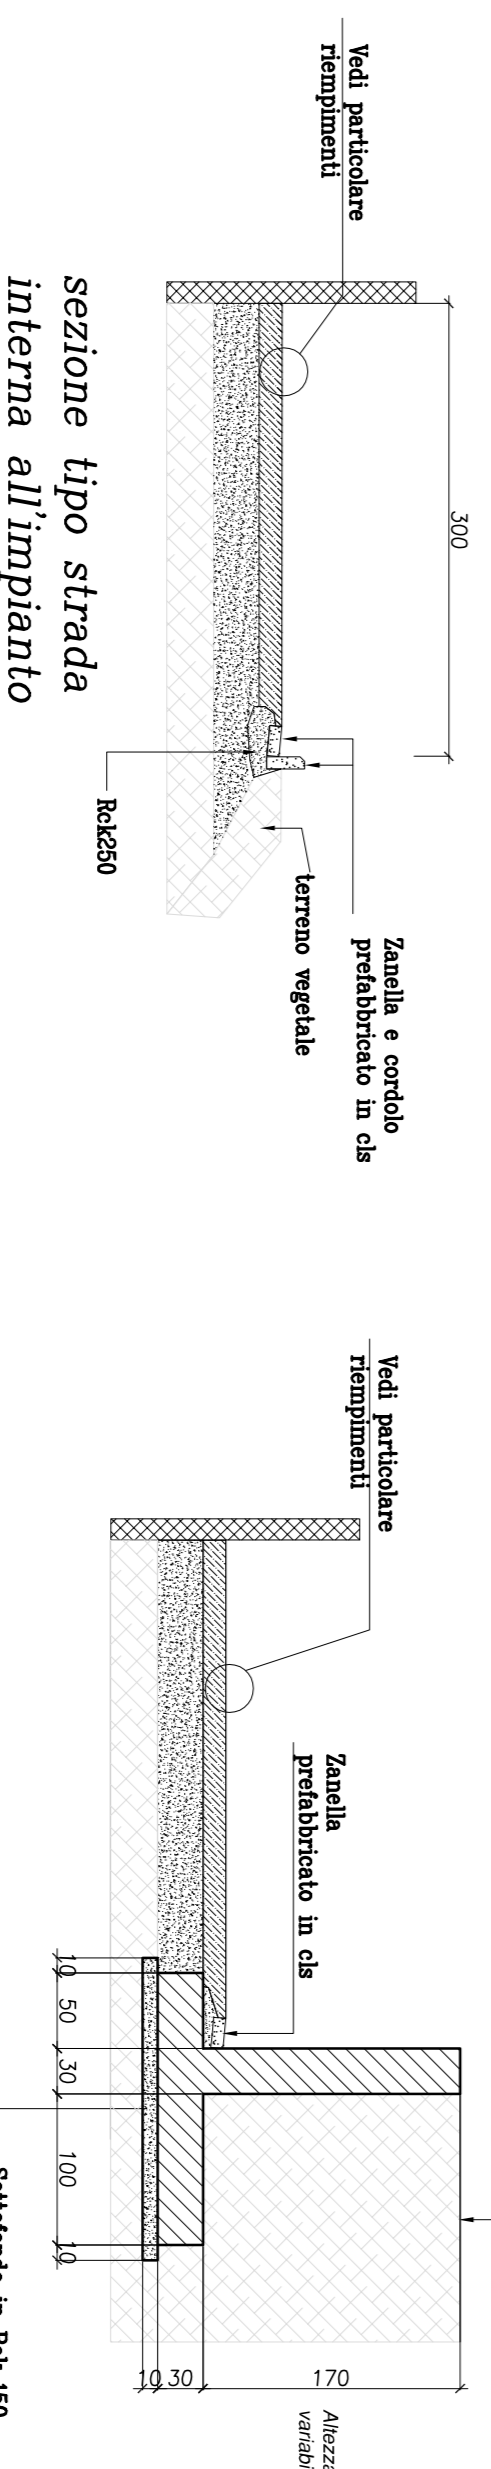 Vedi particolare
riempimenti
300
Zanella e cordolo
prefabbricato in cls
terreno vegetale
Rck250
sezione tipo strada
interna all'impianto
Vedi particolare
riempimenti
Zanella
prefabbricato in cls
10
50
30
100
10
10
30
170
Altezza